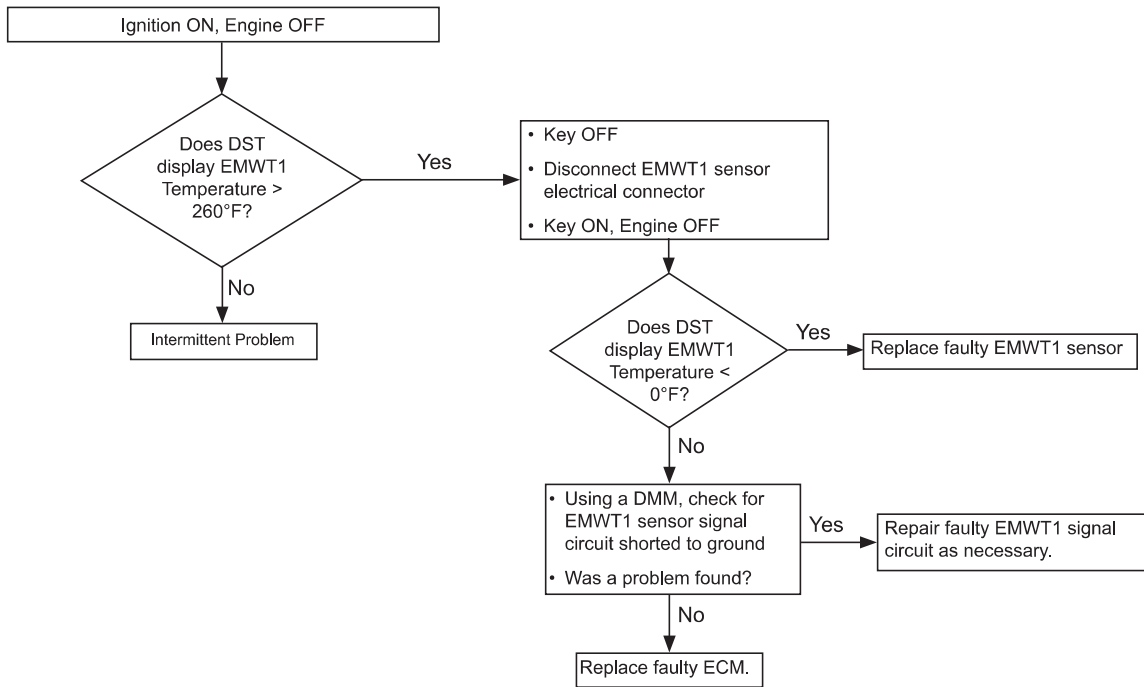 Ignition ON, Engine OFF
Does DST
display EMWT1
Temperature >
260°F?
Yes
No
Intermittent Problem
• Key OFF
• Disconnect EMWT1 sensor
electrical connector
• Key ON, Engine OFF
Does DST
display EMWT1
Temperature <
0°F?
Yes
Replace faulty EMWT1 sensor
No
• Using a DMM, check for
EMWT1 sensor signal
circuit shorted to ground
• Was a problem found?
Yes
Repair faulty EMWT1 signal
circuit as necessary.
No
Replace faulty ECM.